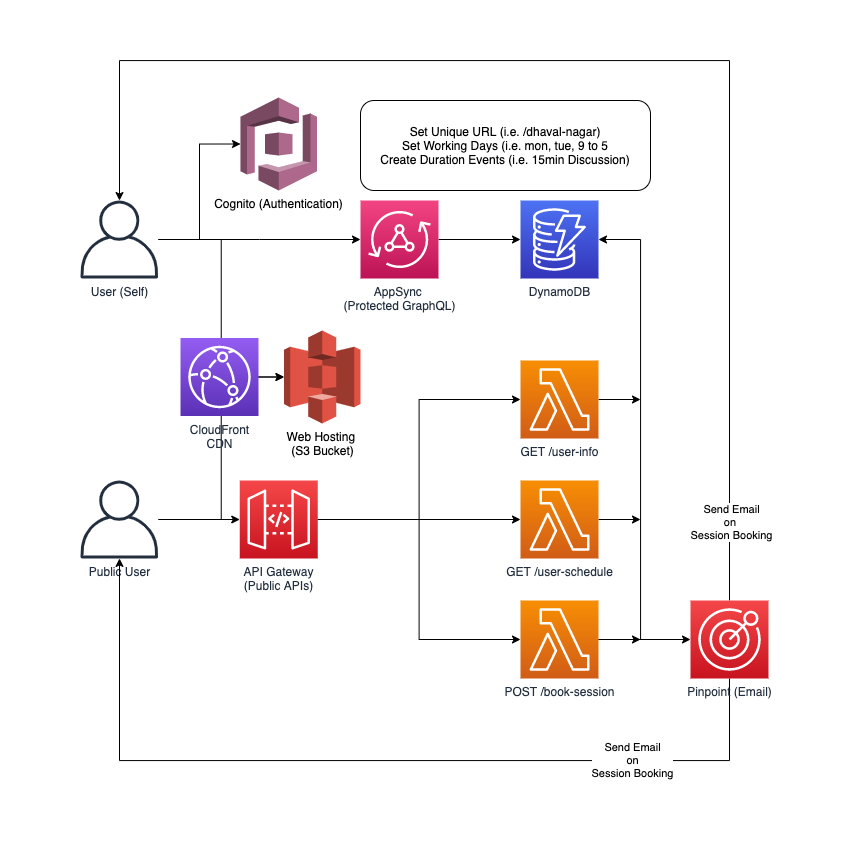 Set Unique URL (i.e. /dhaval-nagar)
Set Working Days (i.e. mon, tue, 9 to 5
Create Duration Events (i.e. 15min Discussion)
Cognito (Authentication)
User (Self)
AppSync
(Protected GraphQL)
DynamoDB
CloudFront
CDN
Web Hosting
(S3 Bucket)
GET /user-info
Send Email
on
Session Booking
Public User
API Gateway
(Public APIs)
GET /user-schedule
POST /book-session
Pinpoint (Email)
Send Email
on
Session Booking